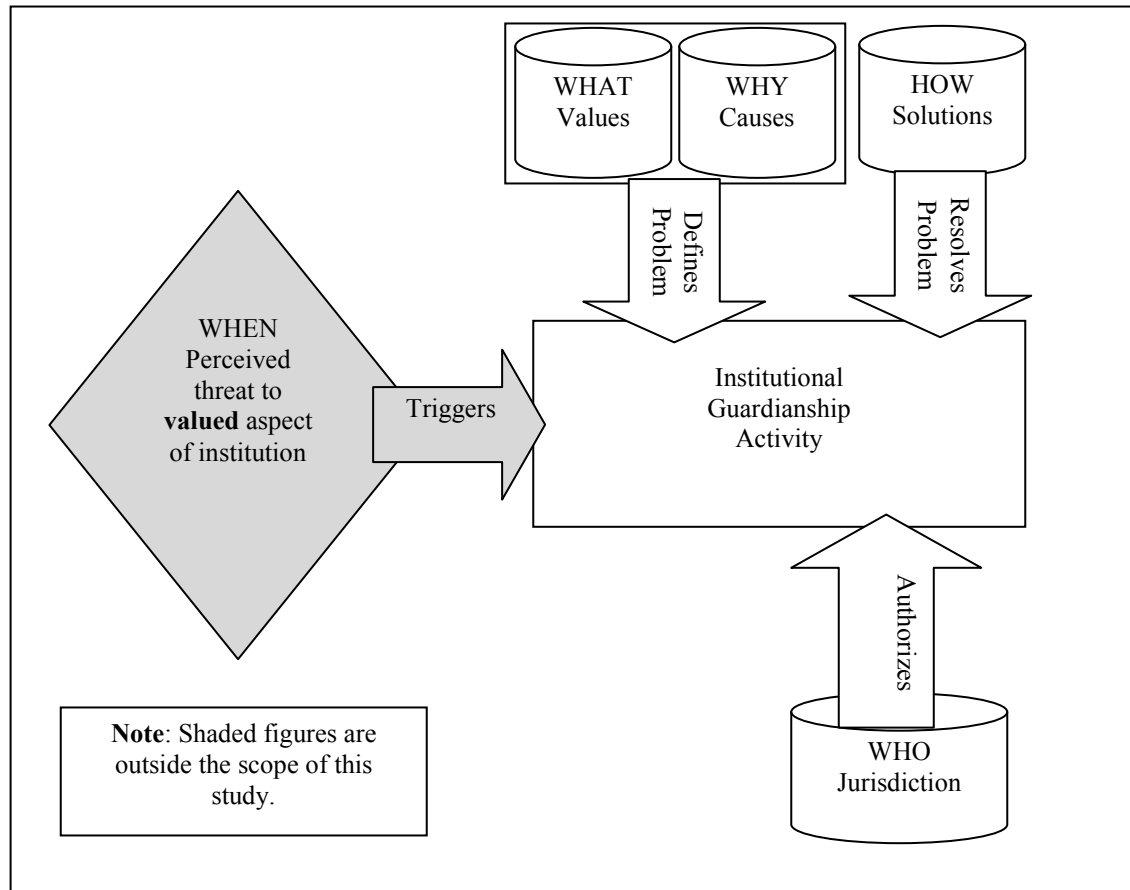 WHAT
Values
WHY
Causes
HOW
Solutions
Defines
Problem
Resolves
Problem
WHEN
Perceived
threat to
valued aspect
of institution
Triggers
Institutional
Guardianship
Activity
Authorizes
WHO
Jurisdiction
Note: Shaded figures are
outside the scope of this
study.